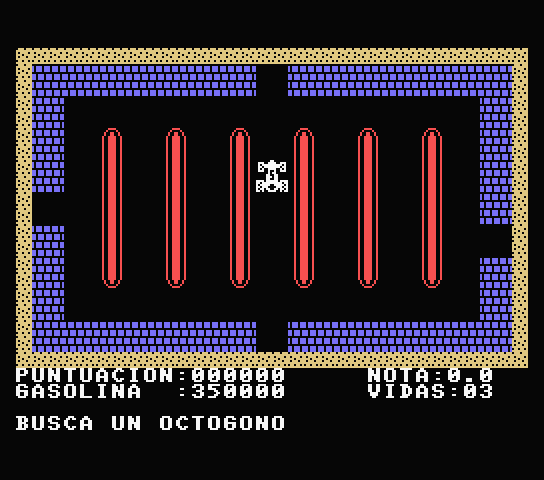 PUNTUACION:000000 NOTA:0.0
GASOLINA :350000 VIDAS:03
BUSCA UN OCTOGONO